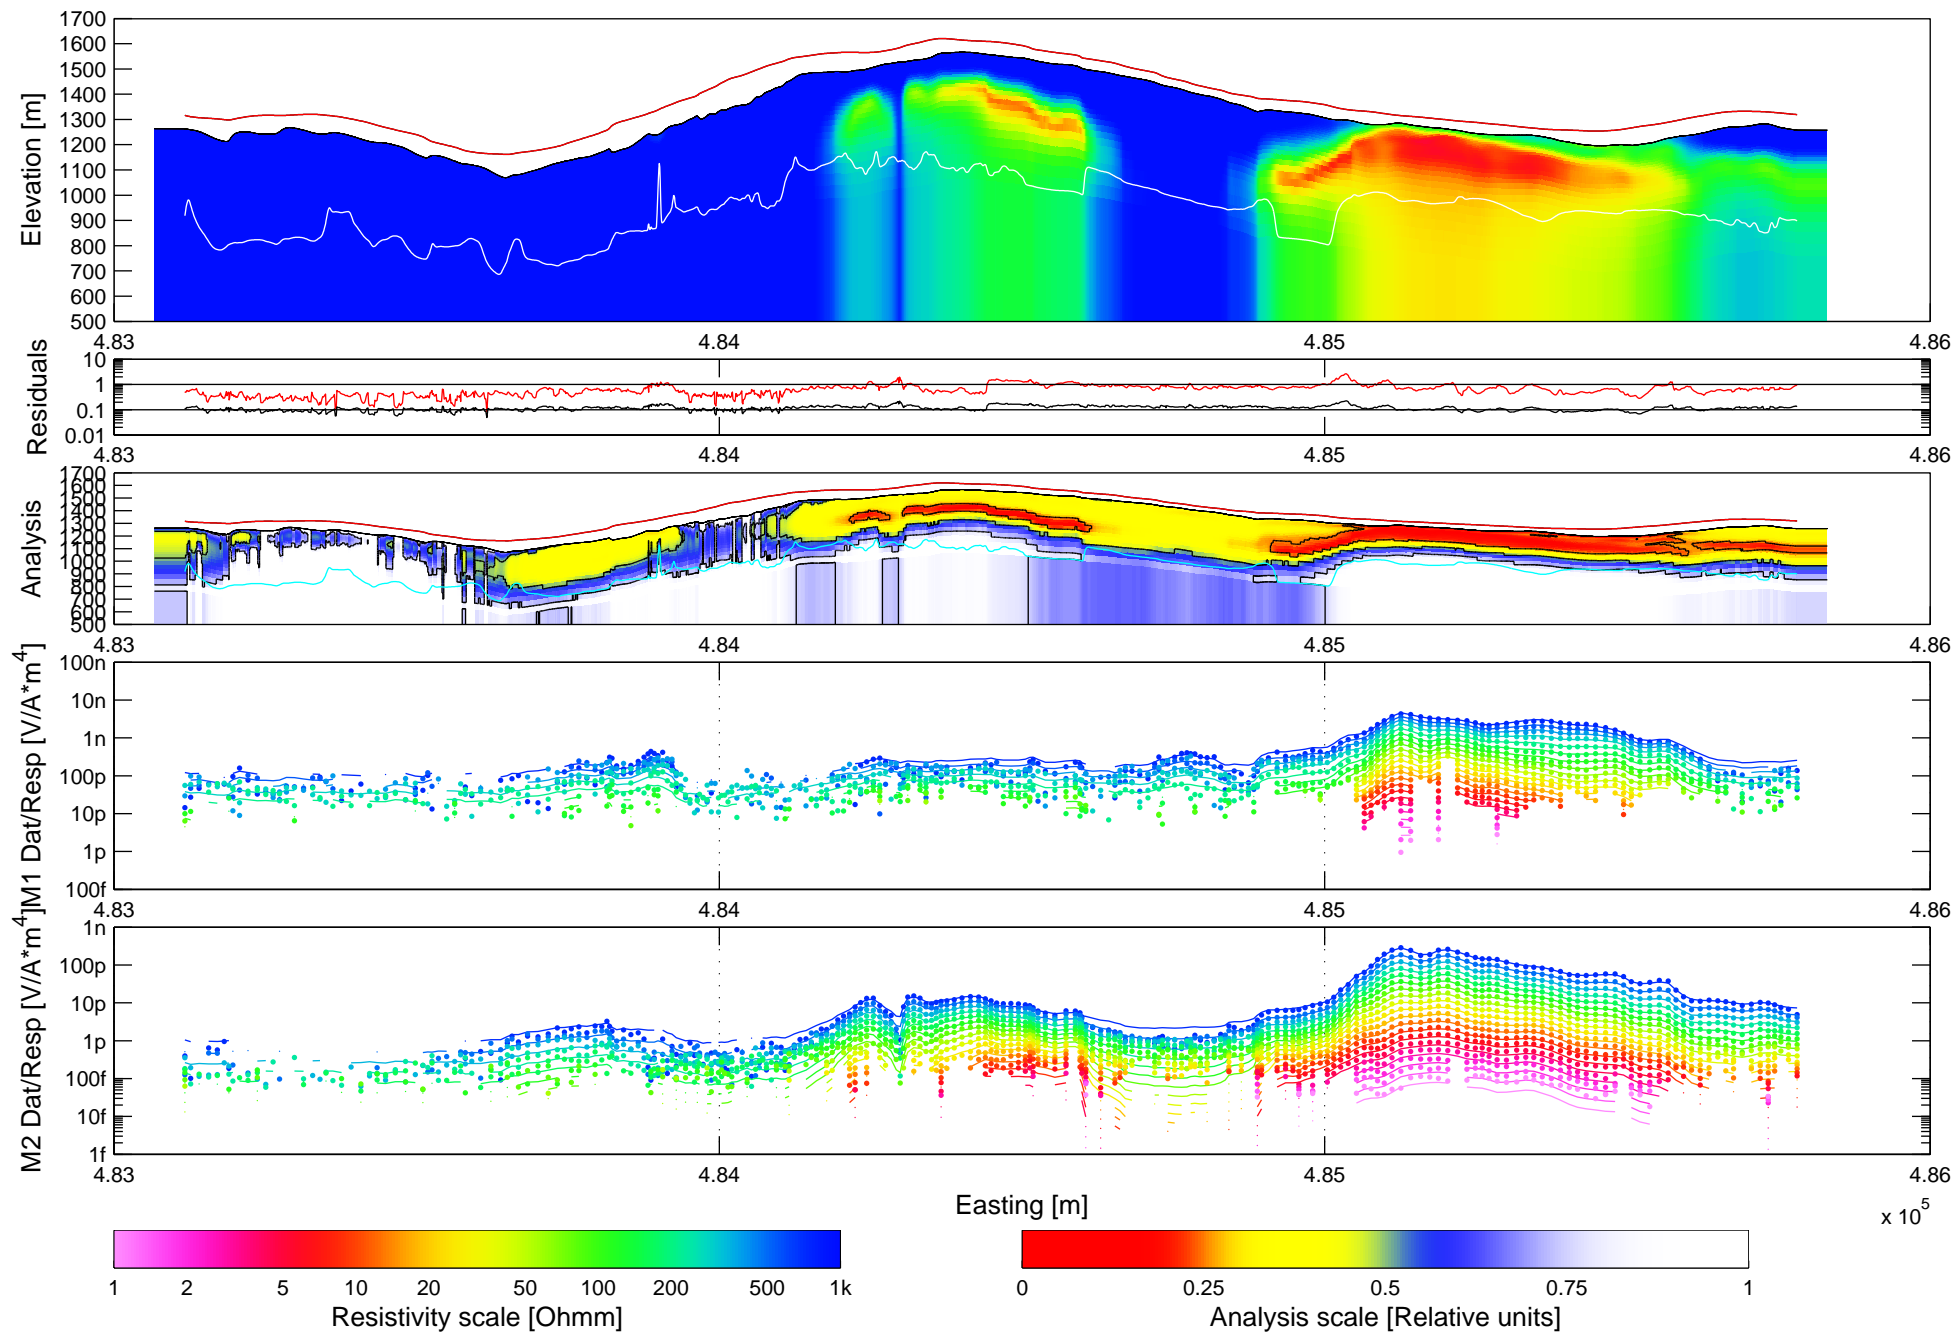 1700
1600
1500
1400
1300
1200
1100
1000
900
800
700
600
500
Elevation [m]
4.83 4.84 4.85 4.86
10
1
0.1
0.01
Residuals
4.83 4.84 4.85 4.86
1700
1600
1500
1400
1300
1200
1100
1000
900
800
700
600
500
Analysis
4.83 4.84 4.85 4.86
100n
10n
1n
100p
10p
1p
100f
M1 Dat/Resp [V/A*m^4]
4.83 4.84 4.85 4.86
1n
100p
10p
1p
100f
10f
1f
M2 Dat/Resp [V/A*m^4]
4.83 4.84 4.85 4.86
Easting [m]
x 10^5
1 2 5 10 20 50 100 200 500 1k
Resistivity scale [Ohmm]
0 0.25 0.5 0.75 1
Analysis scale [Relative units]